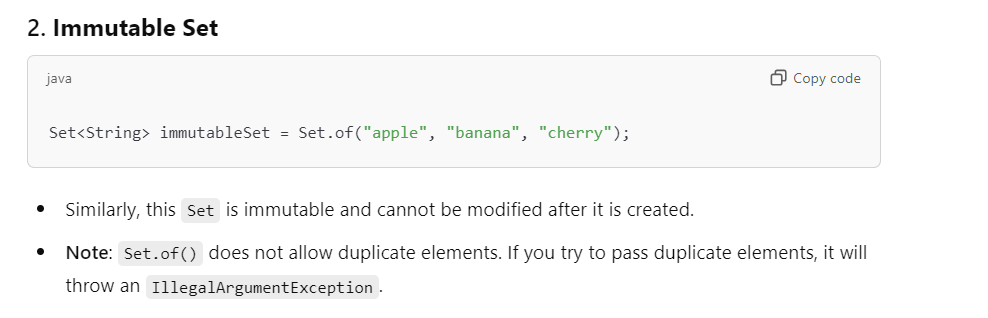 2. Immutable Set
java
Copy code
Set<String> immutableSet = Set.of("apple", "banana", "cherry");
• Similarly, this Set is immutable and cannot be modified after it is created.
• Note: Set.of() does not allow duplicate elements. If you try to pass duplicate elements, it will
throw an IllegalArgumentException.